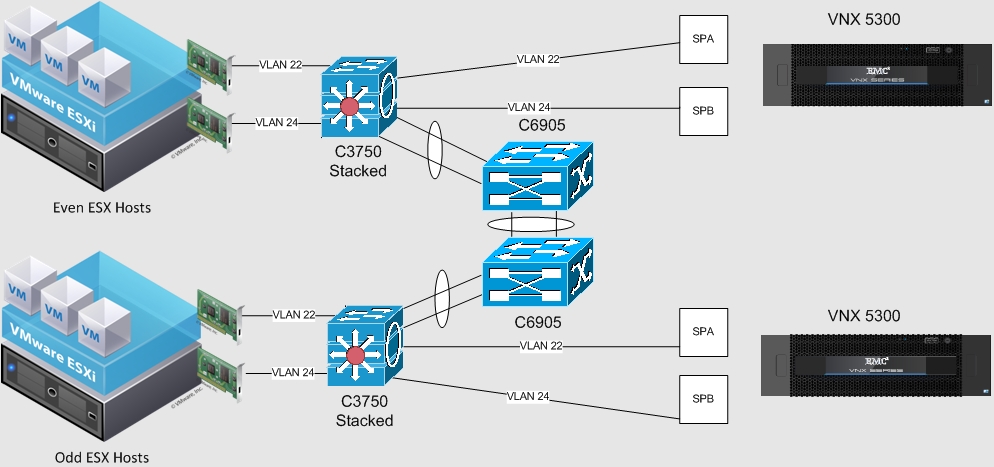 VM
VM
VM
VMware ESXi
© VMware, Inc.
Even ESX Hosts
VLAN 22
VLAN 24
C3750
Stacked
VLAN 22
VLAN 24
SPA
SPB
VNX 5300
EMC²
VNX SERIES
C6905
C6905
VM
VM
VM
VMware ESXi
© VMware, Inc.
Odd ESX Hosts
VLAN 22
VLAN 24
C3750
Stacked
VLAN 22
VLAN 24
SPA
SPB
VNX 5300
EMC²
VNX SERIES